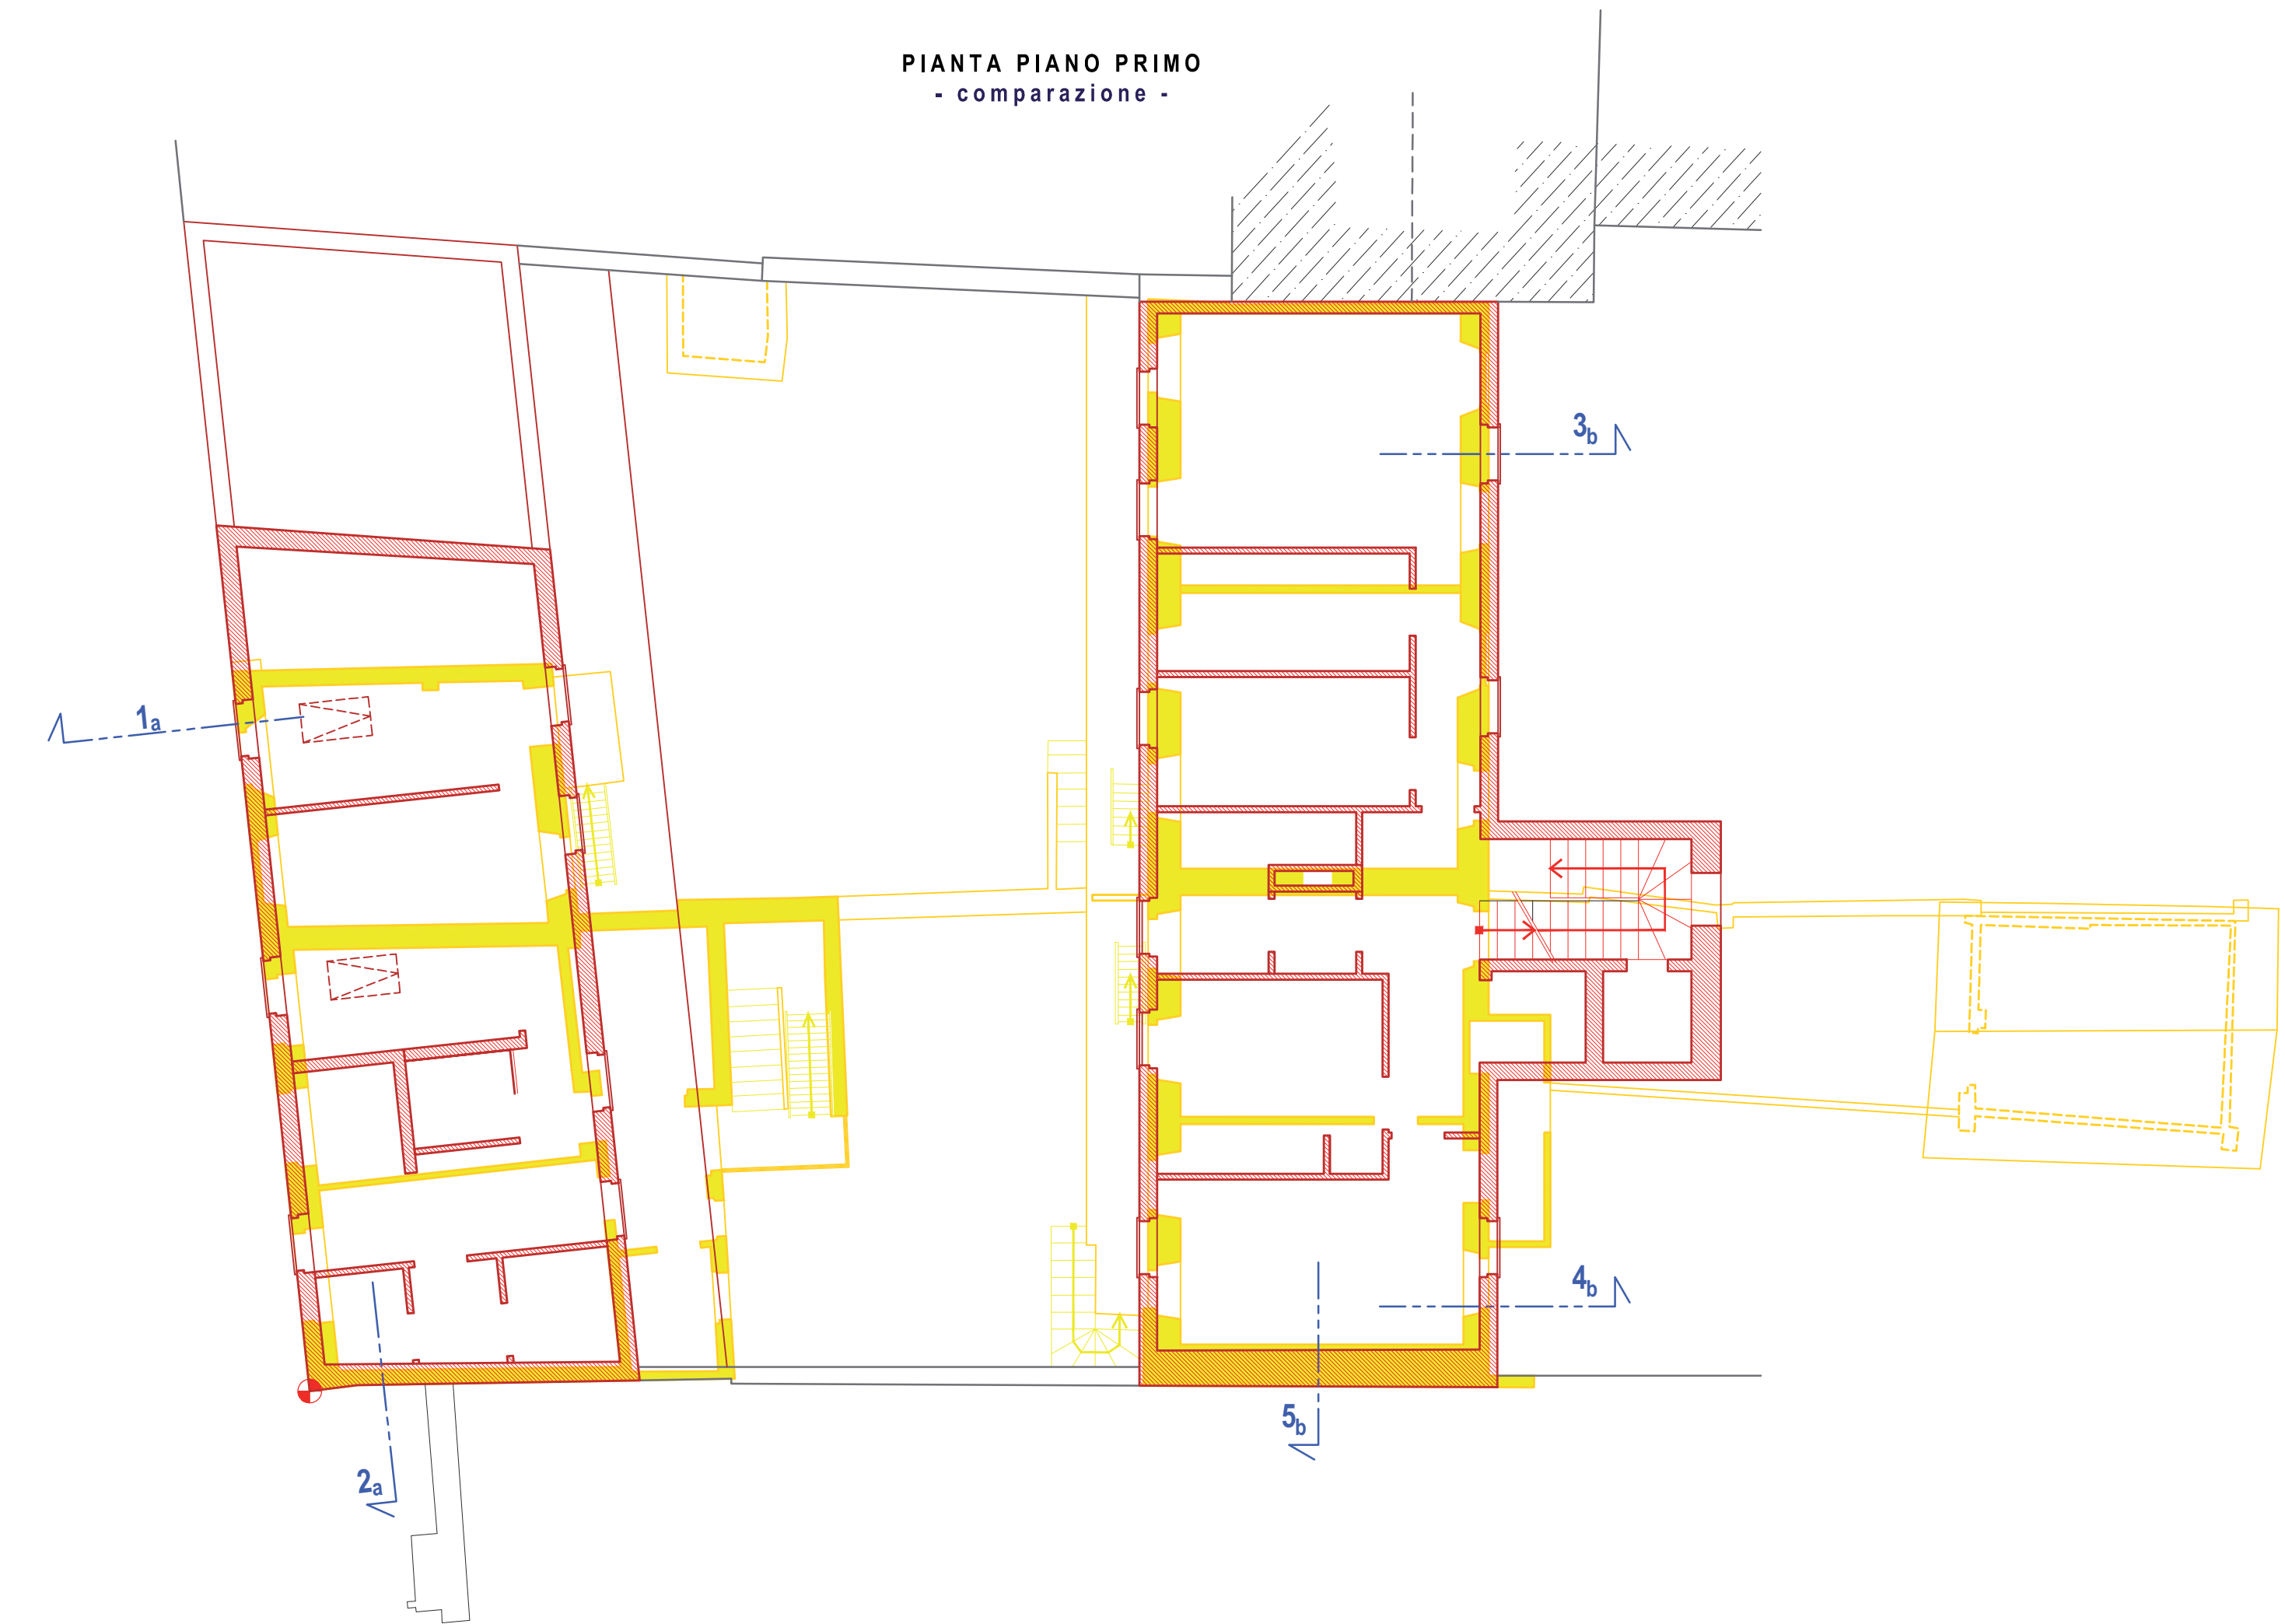 PIANTA PIANO PRIMO
- comparazione -
3b
1a
4b
5b
2a